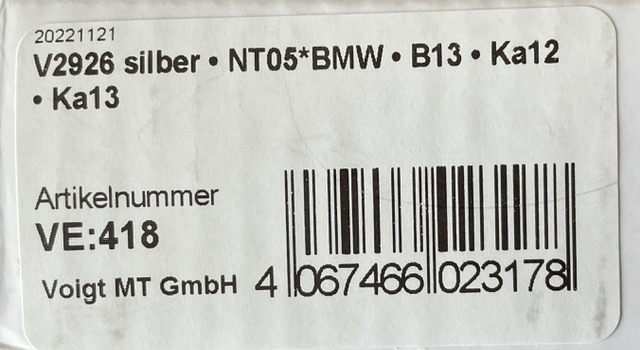 20221121
V2926 silber • NT05*BMW • B13 • Ka12
• Ka13
Artikelnummer
VE:418
Voigt MT GmbH
4 067466 023178